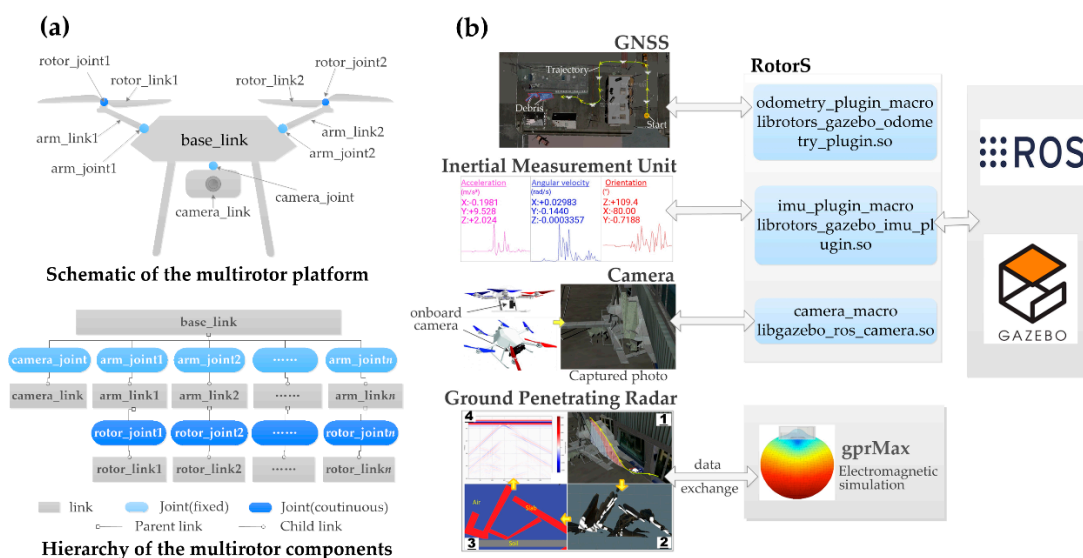 (a)
rotor_joint1
rotor_joint2
rotor_link1
rotor_link2
arm_link1
arm_link2
base_link
arm_joint1
arm_joint2
camera_joint
camera_link
Schematic of the multirotor platform
base_link
camera_joint arm_joint1 arm_joint2 ...... arm_jointn
camera_link arm_link1 arm_link2 ...... arm_linkn
rotor_joint1 rotor_joint2 ...... rotor_jointn
rotor_link1 rotor_link2 ...... rotor_linkn
link Joint(fixed) Joint(coutinuous)
Parent link Child link
Hierarchy of the multirotor components
(b)
GNSS
Trajectory
Debris
Start
Inertial Measurement Unit
Acceleration Angular velocity Orientation
(m/s²) (rad/s) (°)
X:-0.1981 X:+0.02983 Z:+109.4
Y:+9.528 Y:-0.1440 X:-80.00
Z:+2.024 Z:-0.0003357 Y:-0.7188
Camera
onboard
camera
Captured photo
Ground Penetrating Radar
4
1
Air
Slab
Soil
3
2
data
exchange
RotorS
odometry_plugin_macro
librotors_gazebo_odome
try_plugin.so
imu_plugin_macro
librotors_gazebo_imu_pl
ugin.so
camera_macro
libgazebo_ros_camera.so
ROS
GAZEBO
gprMax
Electromagnetic
simulation